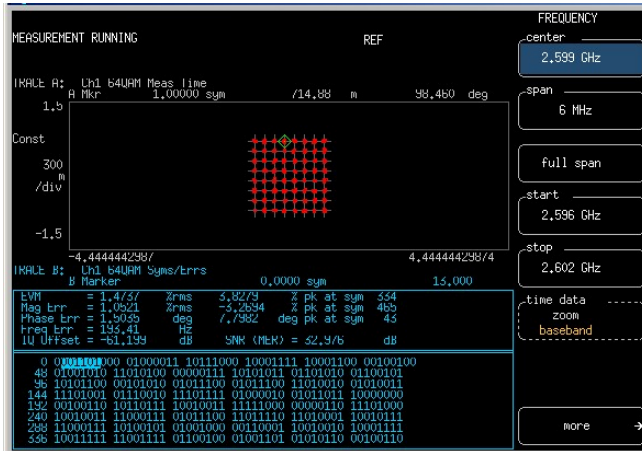 FREQUENCY
MEASUREMENT RUNNING
REF
center
2.599 GHz
TRACE A: Ch1 64QAM Meas Time
A Mkr 1.00000 sym 714.88 m 98.460 deg
span
6 MHz
1.5
Const
full span
300
m
/div
start
2.596 GHz
-1.5
-4.4444442987 4.44444429874
stop
2.602 GHz
TRACE B: Ch1 64QAM Syms/Errs
B Marker 0.0000 sym 13.000
EVM = 1.4737 %rms 3.8279 % pk at sym 334
Mag Err = 1.0521 %rms -3.2694 % pk at sym 465
Phase Err = 1.5035 deg 7.7982 deg pk at sym 43
Freq Err = 193.41 Hz
IQ Offset = -61.199 dB SNR (MER) = 32.976 dB
time data
zoom
baseband
0 01000011 10111000 10001111 10001100 00100100
48 01001010 11010100 00000111 10101011 01101010 01100101
96 10101100 00101010 01011100 01011100 11010010 01010011
144 11101001 01110010 11101111 01000010 01011011 10000000
192 00100110 10110111 10010011 11111000 00000110 11101000
240 10010011 11000111 01011100 11011110 11010001 10010111
288 11000111 10100101 01001000 00110001 10010010 10100011
336 10011111 11001111 01100100 01001101 01010110 00100110
more →